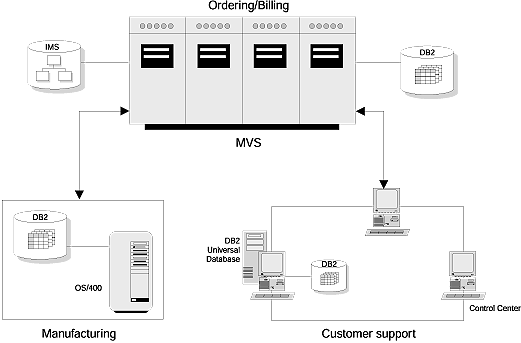 Ordering/Billing
IMS
DB2
MVS
DB2
OS/400
Manufacturing
DB2
Universal
Database
DB2
Control Center
Customer support